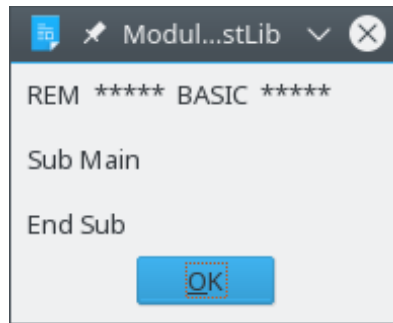 Modul...stLib
REM ***** BASIC *****
Sub Main
End Sub
OK